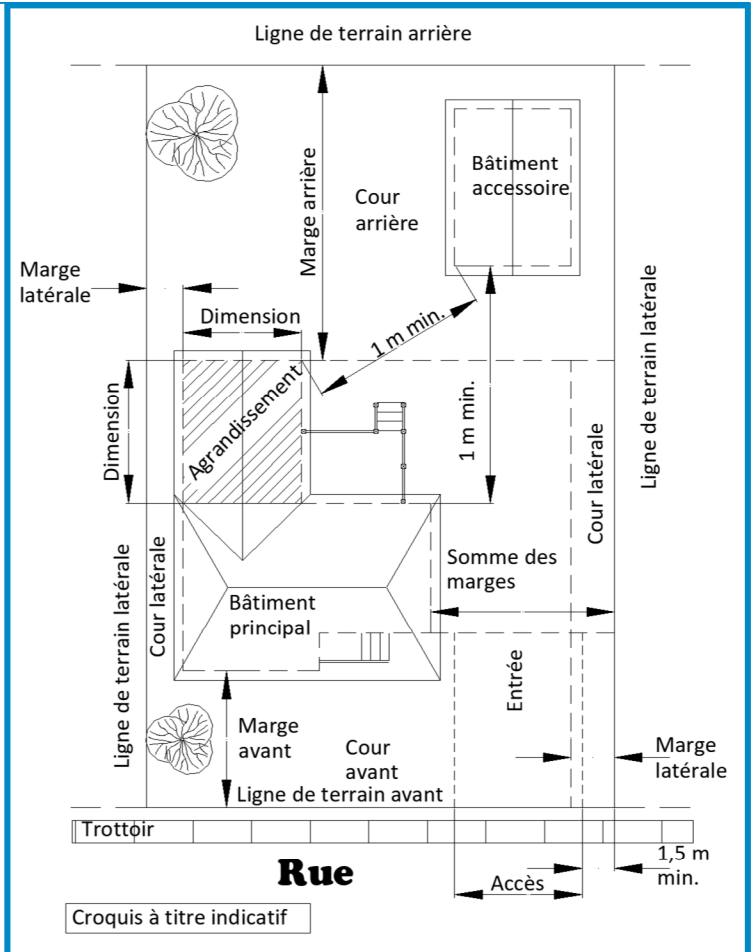 Ligne de terrain arrière
Bâtiment
accessoire
Marge arrière
Cour
arrière
Marge
latérale
Ligne de terrain latérale
Dimension
1 m min.
Agrandissement
Dimension
1 m min.
Cour latérale
Somme des
marges
Ligne de terrain latérale
Cour latérale
Bâtiment
principal
Entrée
Marge
avant
Cour
avant
Marge
latérale
Ligne de terrain avant
Trottoir
Rue
Accès
1,5 m
min.
Croquis à titre indicatif